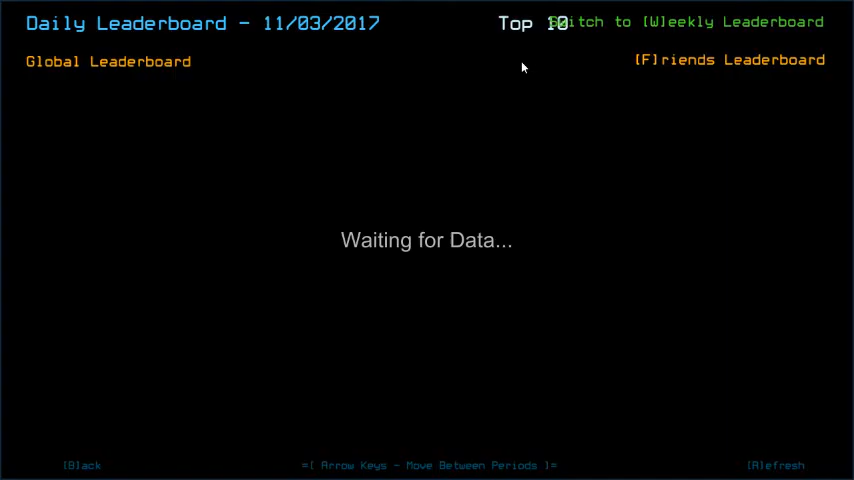 Daily Leaderboard - 11/03/2017 Top 10 Switch to [W]eekly Leaderboard
Global Leaderboard [F]riends Leaderboard
Waiting for Data...
[B]ack =[ Arrow Keys - Move Between Periods ]= [R]efresh